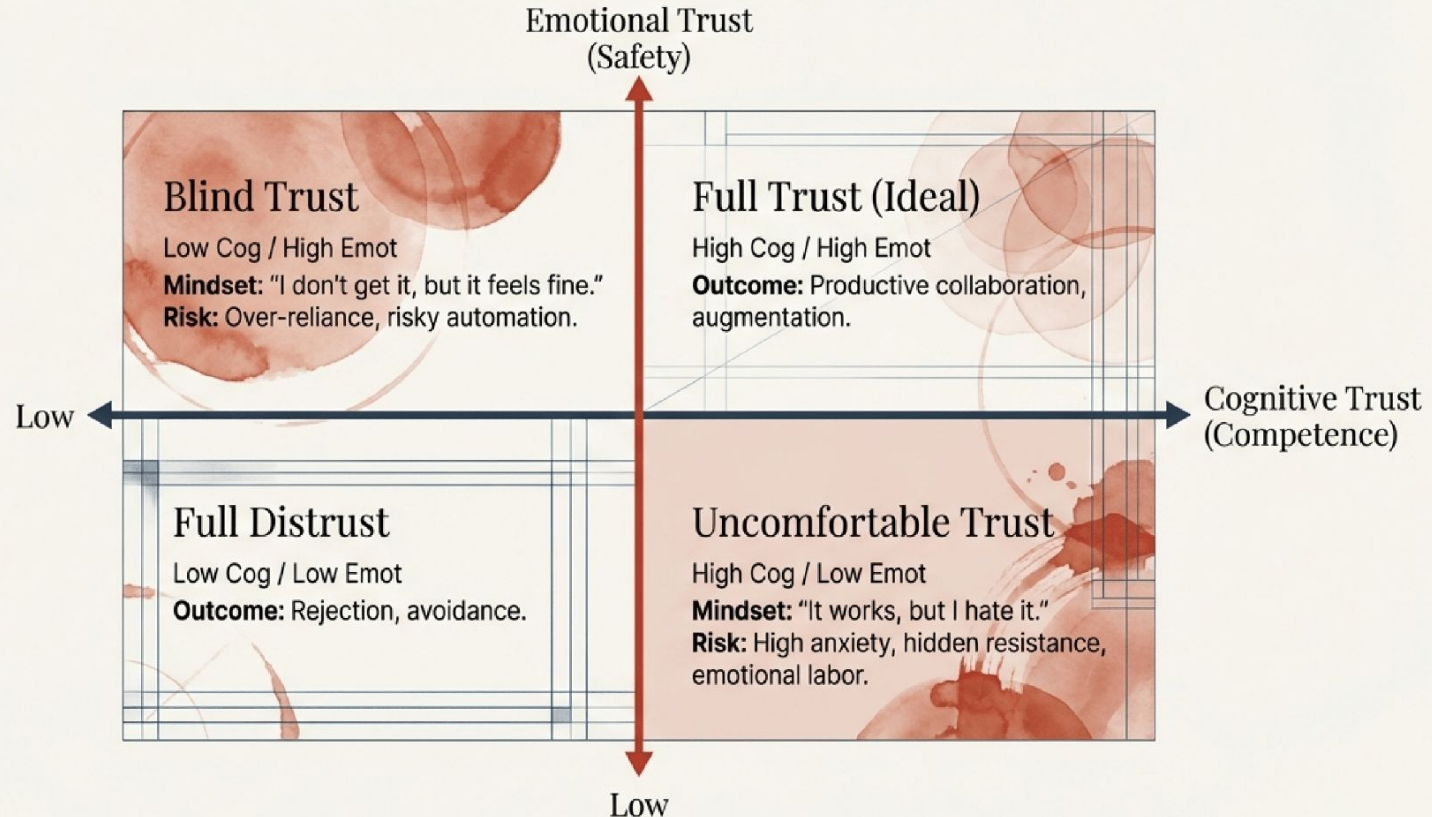 Emotional Trust
(Safety)
Blind Trust
Low Cog / High Emot
Mindset: “I don't get it, but it feels fine.”
Risk: Over-reliance, risky automation.
Full Trust (Ideal)
High Cog / High Emot
Outcome: Productive collaboration,
augmentation.
Low
Cognitive Trust
(Competence)
Full Distrust
Low Cog / Low Emot
Outcome: Rejection, avoidance.
Uncomfortable Trust
High Cog / Low Emot
Mindset: “It works, but I hate it.”
Risk: High anxiety, hidden resistance,
emotional labor.
Low